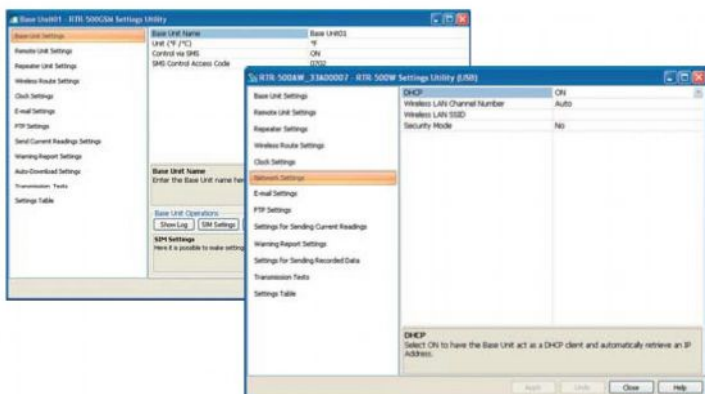 Base Unit01 - RTR-500GSM Settings Utility
Base Unit Settings
Remote Unit Settings
Repeater Unit Settings
Wireless Route Settings
Clock Settings
E-mail Settings
FTP Settings
Send Current Readings Settings
Warning Report Settings
Auto-Download Settings
Transmission Tests
Settings Table
Base Unit Name Base Unit01
Unit (°F /°C) °F
Control via SMS ON
SMS Control Access Code 0702
Base Unit Name
Enter the Base Unit name her
Base Unit Operations
Show Log SIM Settings
SIM Settings
Here it is possible to make setting
RTR-500AW_33A00007 - RTR-500W Settings Utility (USB)
Base Unit Settings
Remote Unit Settings
Repeater Settings
Wireless Route Settings
Clock Settings
Network Settings
E-mail Settings
FTP Settings
Settings for Sending Current Readings
Warning Report Settings
Settings for Sending Recorded Data
Transmission Tests
Settings Table
DHCP ON
Wireless LAN Channel Number Auto
Wireless LAN SSID
Security Mode No
DHCP
Select ON to have the Base Unit act as a DHCP client and automatically retrieve an IP
Address.
Apply Undo Close Help